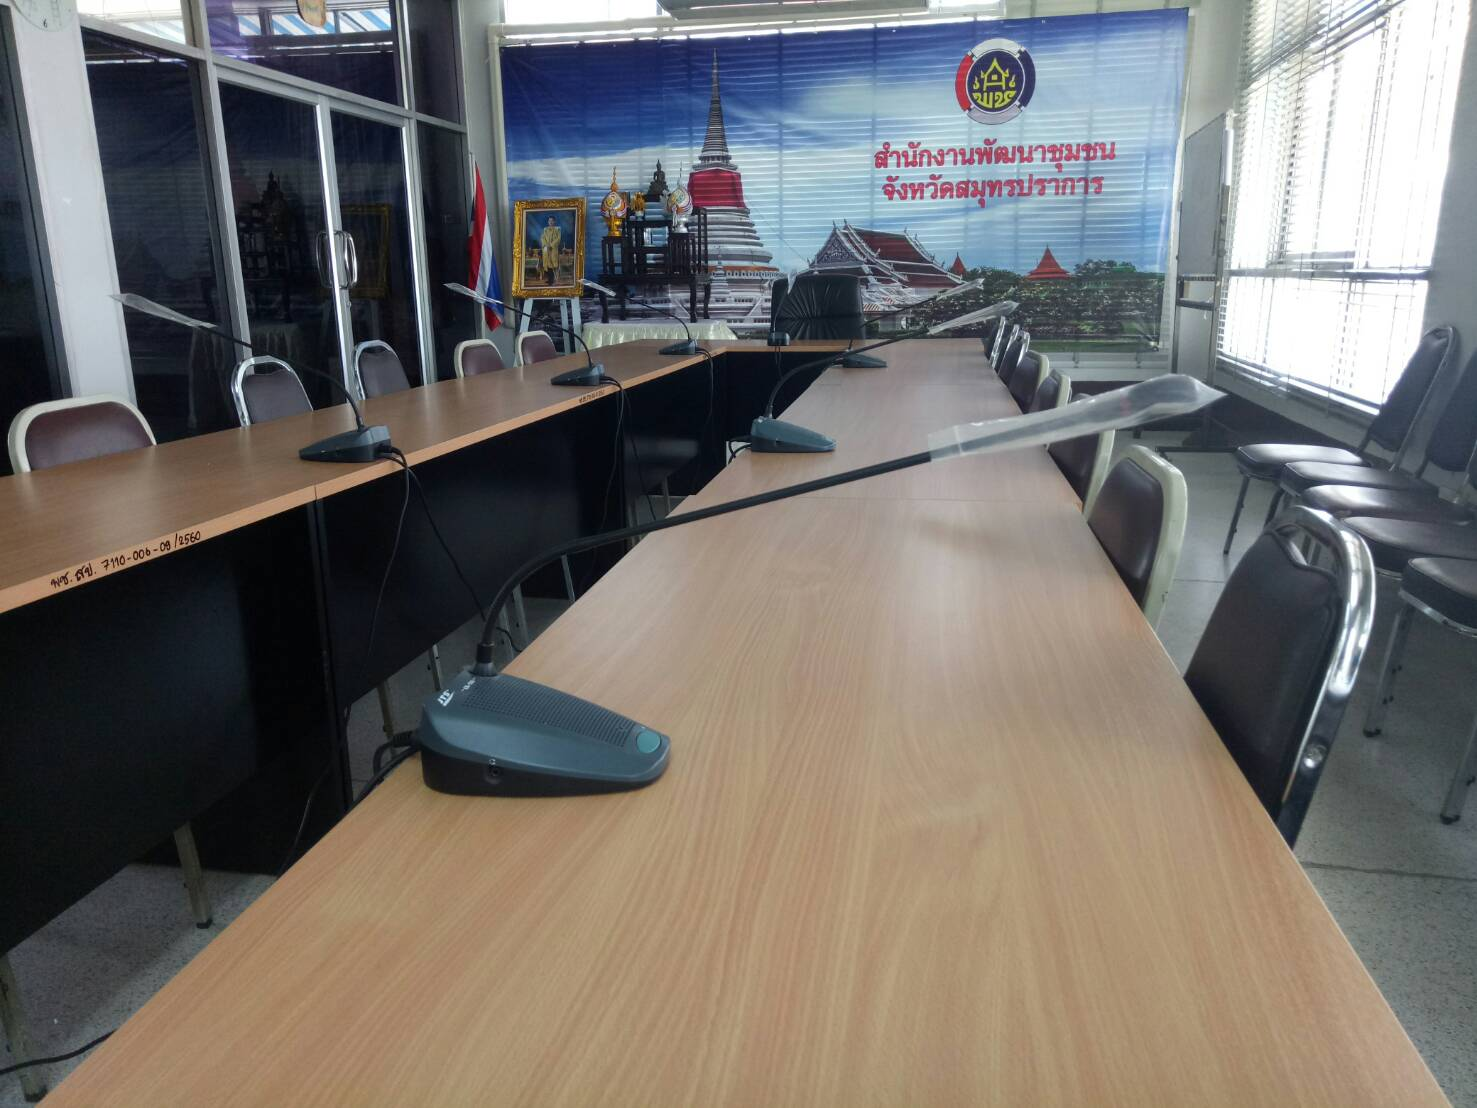 พช
สำนักงานพัฒนาชุมชน
จังหวัดสมุทรปราการ
พช.สป. 7110-006-09/2560